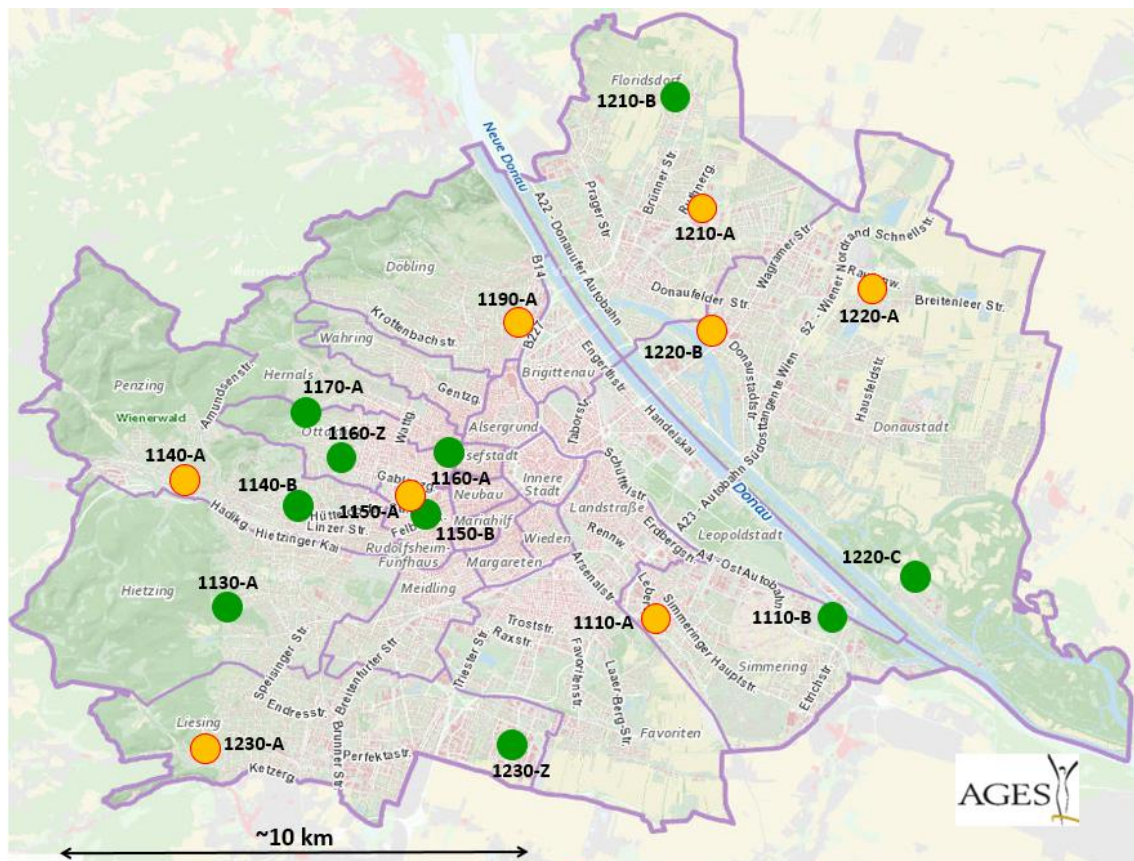 Floridsdorf
1210-B
Neue Donau
Brünner Str.
Prager Str
1210-A
A22 - Donauufer Autobahn
Wagramer-Str.
S2 - Wiener Nordrand Schnellstr.
Döbling
B14
1190-A
Donaufelder Str.
Breitenleer Str.
1220-A
Krottenbachstr.
B227
1220-B
Wahring
Engerthstr.
Donaustadtstr
Hausfeldstr.
Amundsenstr.
Hernals
Brigittenau
Penzing
1170-A
Gentzg.
Wienerwald
Wattg.
Alsergrund
Taborstr.
Handelskai
Donaustadt
1160-Z
1140-A
1160-A
Innere
Stadt
Schüttelstr
A23 - Autobahn Südosttangente Wien
1140-B
Neubau
Donau
1150-A
Landstraße
Hadikg.
Linzer Str.
1150-B
Mariahilf
Leopoldstadt
Hietzinger Kai
Rudolfsheim-
Fünfhaus
Wieden
Rennw.
Erdbergstr.
Margareten
A4 - Ost Autobahn
1220-C
1130-A
Hietzing
Meidling
Arsenalstr
1110-A
1110-B
Simmeringer Hauptstr.
Troststr.
Raxstr.
Speisinger Str.
Breitenfurter Str.
Triester Str.
Favoritenstr.
Laaer-Berg-Str.
Simmering
Etrichstr.
Endresstr.
Liesing
Favoriten
1230-A
Brunner Str.
Perfektastr.
Ketzerg.
1230-Z
AGES
~10 km